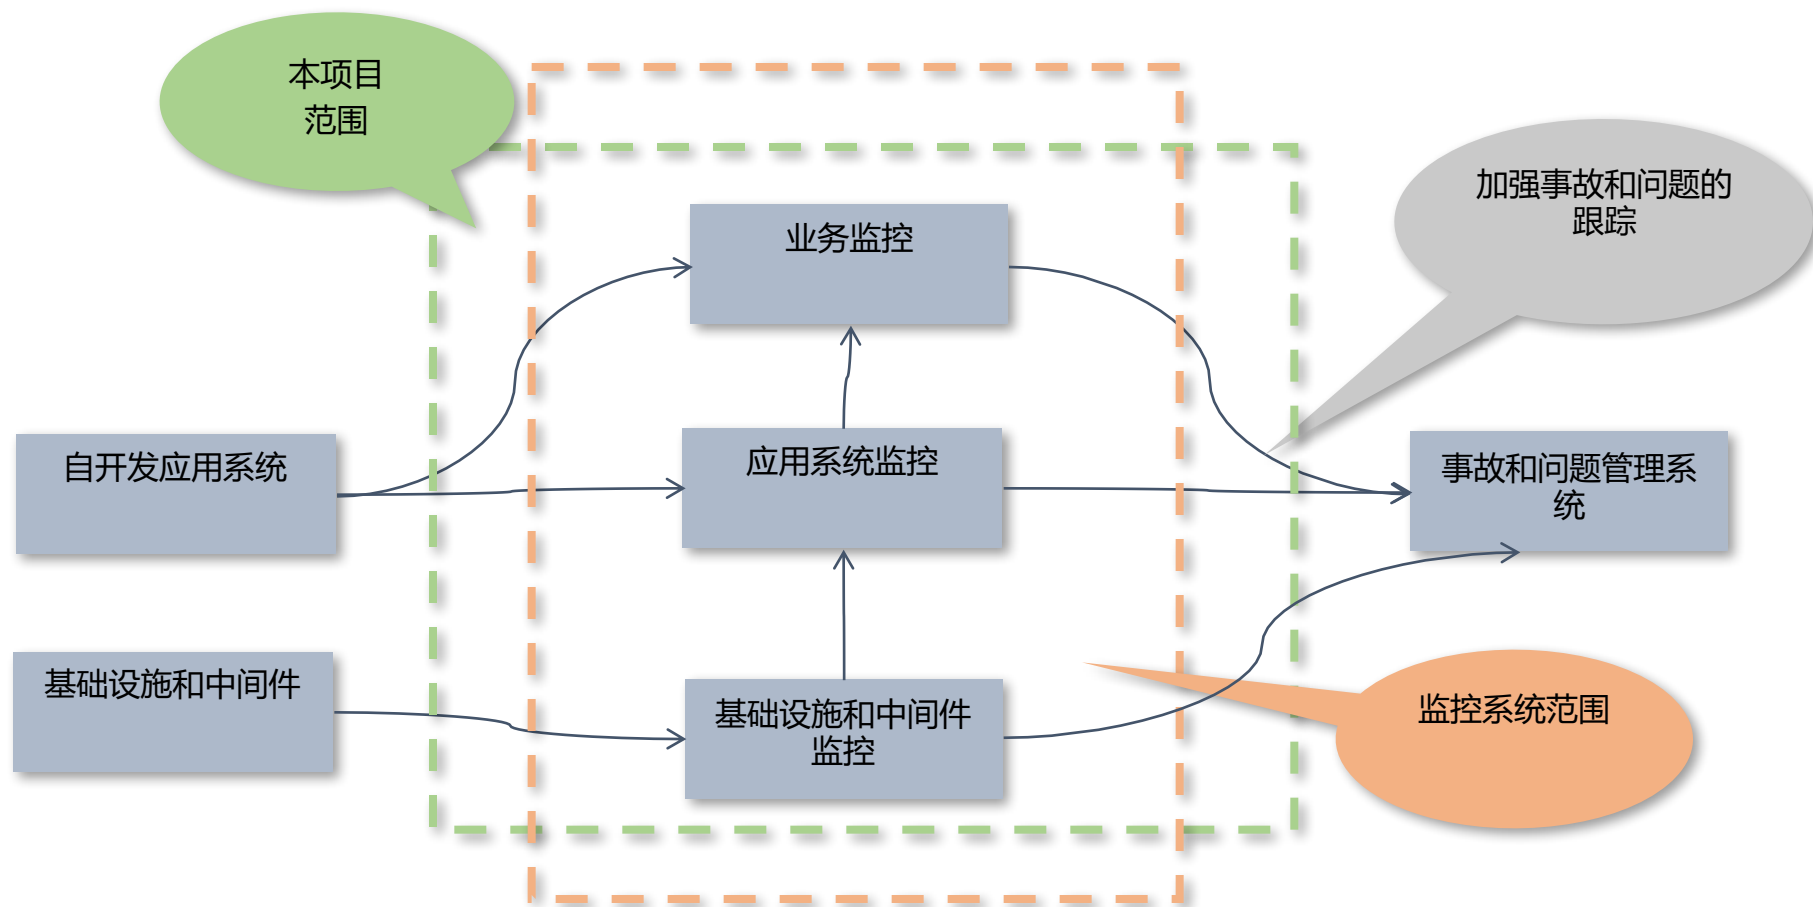 本项目
范围
加强事故和问题的
跟踪
业务监控
自开发应用系统
应用系统监控
事故和问题管理系
统
基础设施和中间件
基础设施和中间件
监控
监控系统范围